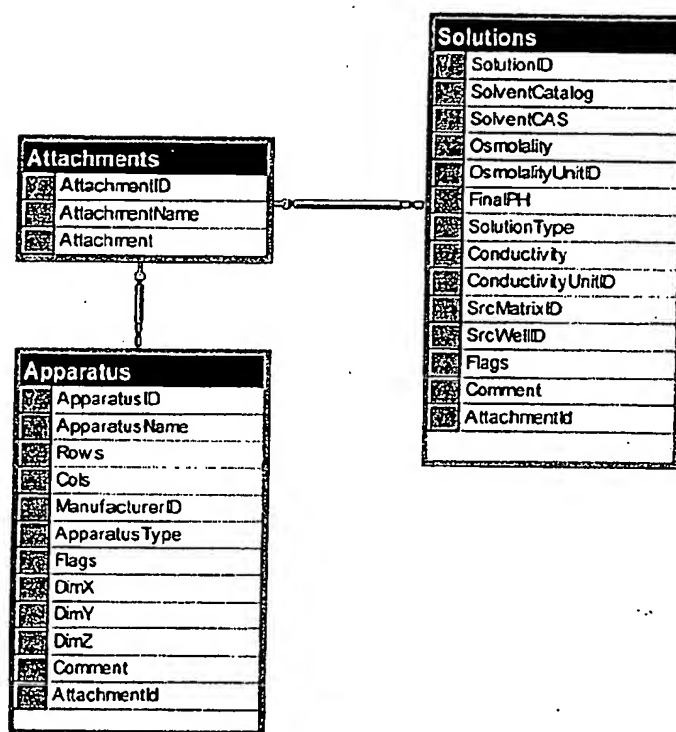 Attachments
AttachmentID
AttachmentName
Attachment
Solutions
SolutionID
SolventCatalog
SolventCAS
Osmolality
OsmolalityUnitID
FinalPH
SolutionType
Conductivity
ConductivityUnitID
SrcMatrixID
SrcWellID
Flags
Comment
AttachmentId
Apparatus
ApparatusID
ApparatusName
Rows
Cols
ManufacturerID
ApparatusType
Flags
DimX
DimY
DimZ
Comment
AttachmentId